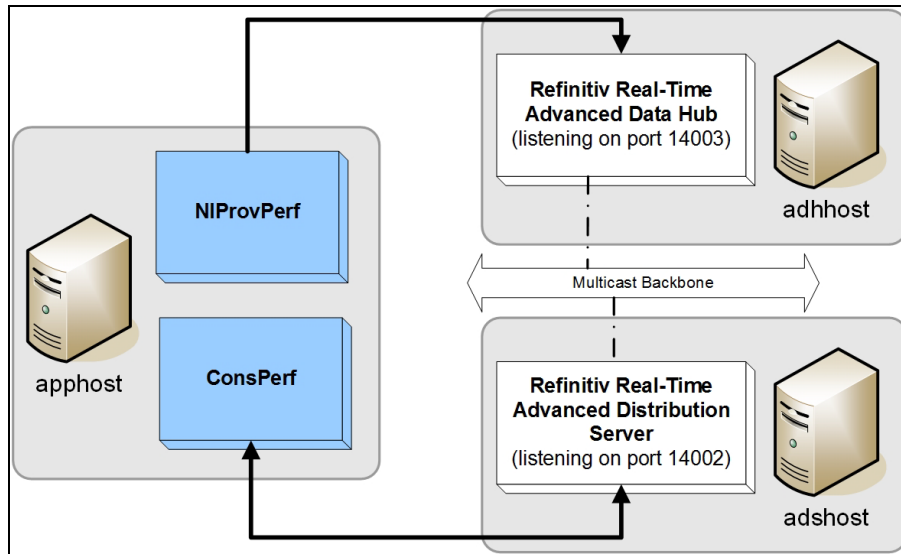 NIProvPerf
ConsPerf
apphost
Refinitiv Real-Time
Advanced Data Hub
(listening on port 14003)
adhhost
Multicast Backbone
Refinitiv Real-Time
Advanced Distribution
Server
(listening on port 14002)
adshost